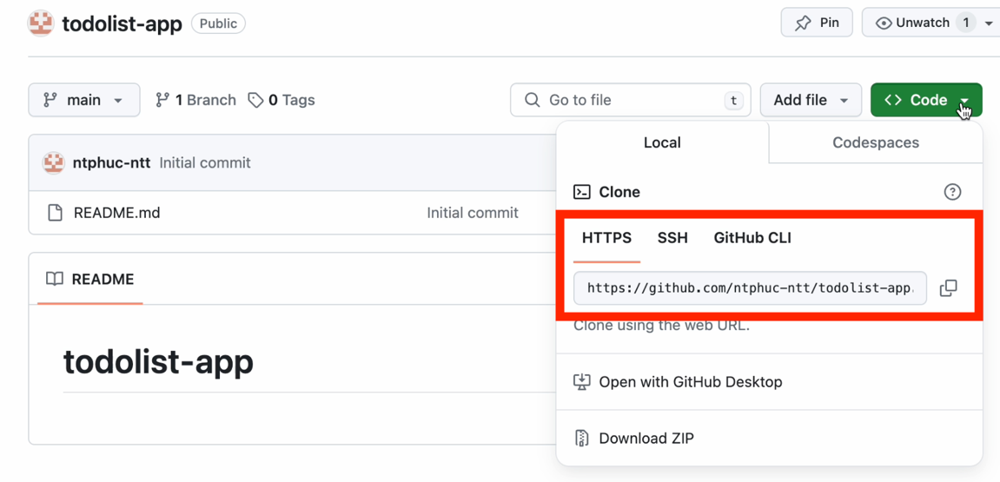 todolist-app Public
Pin
Unwatch 1
main
1 Branch
0 Tags
Go to file
t
Add file
<> Code
Local
Codespaces
ntphuc-ntt Initial commit
Clone
README.md
Initial commit
HTTPS
SSH
GitHub CLI
README
https://github.com/ntphuc-ntt/todolist-app.
Clone using the web URL.
todolist-app
Open with GitHub Desktop
Download ZIP